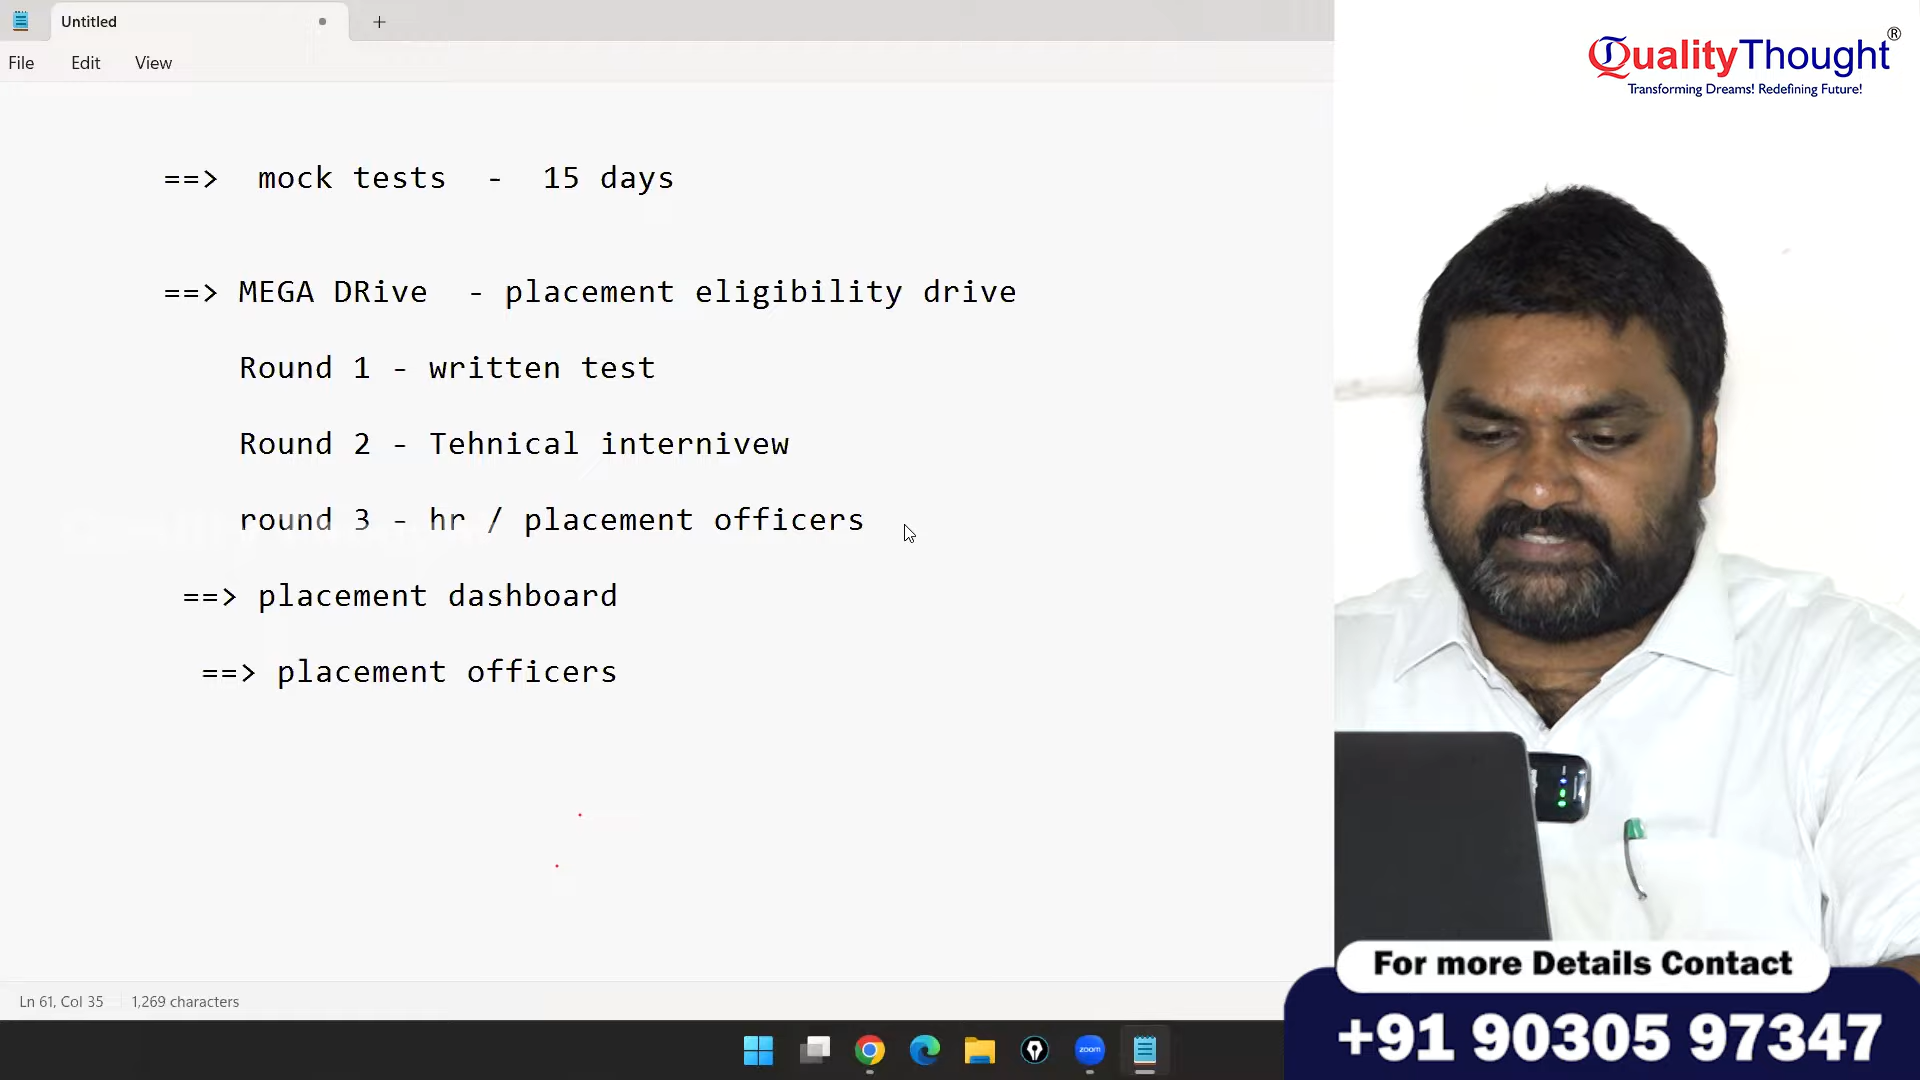 Untitled
File Edit View
==> mock tests - 15 days
==> MEGA DRive - placement eligibility drive
Round 1 - written test
Round 2 - Tehnical internivew
round 3 - hr / placement officers
==> placement dashboard
==> placement officers
Ln 61, Col 35 1,269 characters
zoom
QualityThought®
Transforming Dreams! Redefining Future!
For more Details Contact
+91 90305 97347